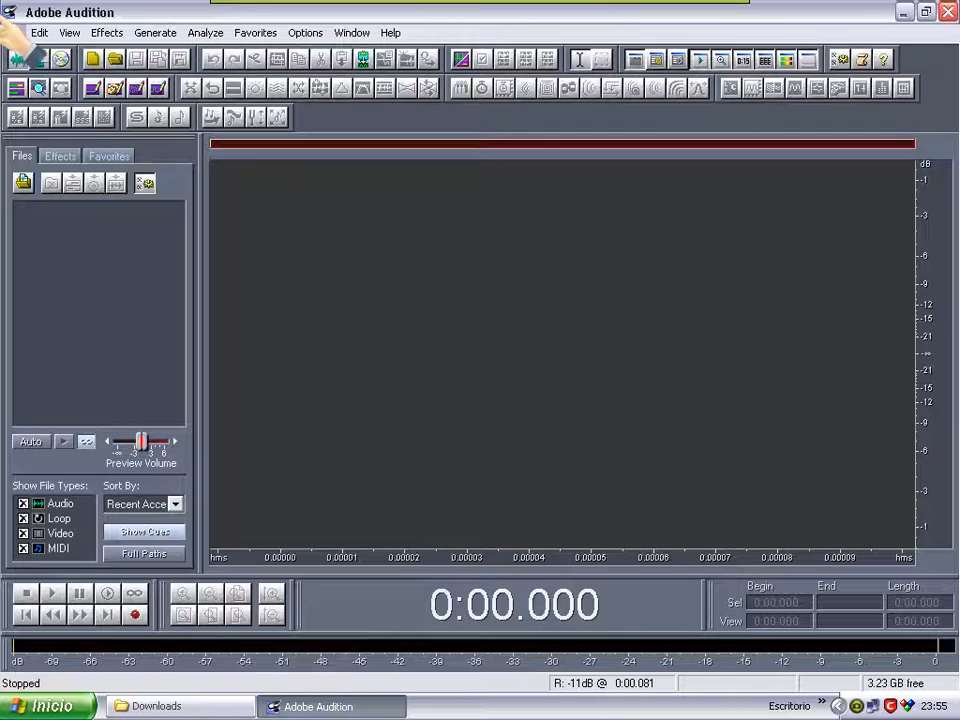 Adobe Audition
Edit View Effects Generate Analyze Favorites Options Window Help
Files Effects Favorites
dB
-1
-3
-6
-9
-12
-15
-21
-∞
-21
-15
-12
-9
-6
-3
-1
Auto
-∞ -3 3 6
Preview Volume
Show File Types: Sort By:
Audio Recent Acce
Loop
Video Show Cues
MIDI Full Paths
hms 0.00000 0.00001 0.00002 0.00003 0.00004 0.00005 0.00006 0.00007 0.00008 0.00009 hms
0:00.000
Begin End Length
Sel 0:00.000 0:00.000
View 0:00.000 0:00.000
dB -69 -66 -63 -60 -57 -54 -51 -48 -45 -42 -39 -36 -33 -30 -27 -24 -21 -18 -15 -12 -9 -6 -3 0
Stopped R: -11dB @ 0:00.081 3.23 GB free
Inicio Downloads Adobe Audition Escritorio » 23:55